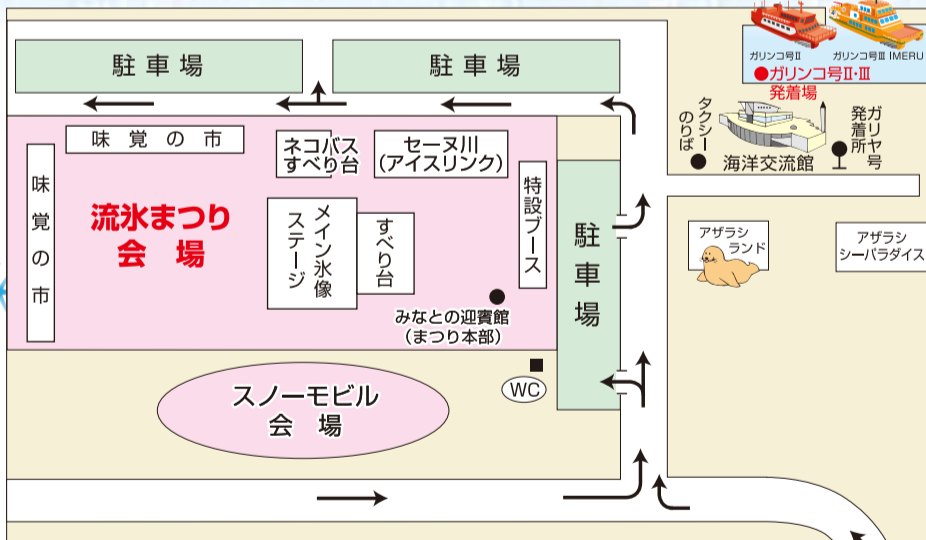 ガリンコ号Ⅱ
ガリンコ号Ⅲ IMERU
●ガリンコ号Ⅱ・Ⅲ
発着場
駐車場
駐車場
タクシー
のりば
海洋交流館
ガリヤ号
発着所
味覚の市
ネコバス
すべり台
セーヌ川
(アイスリンク)
味覚の市
流氷まつり
会場
メイン氷像
ステージ
すべり台
特設ブース
駐車場
アザラシ
ランド
アザラシ
シーパラダイス
みなとの迎賓館
(まつり本部)
WC
スノーモビル
会場